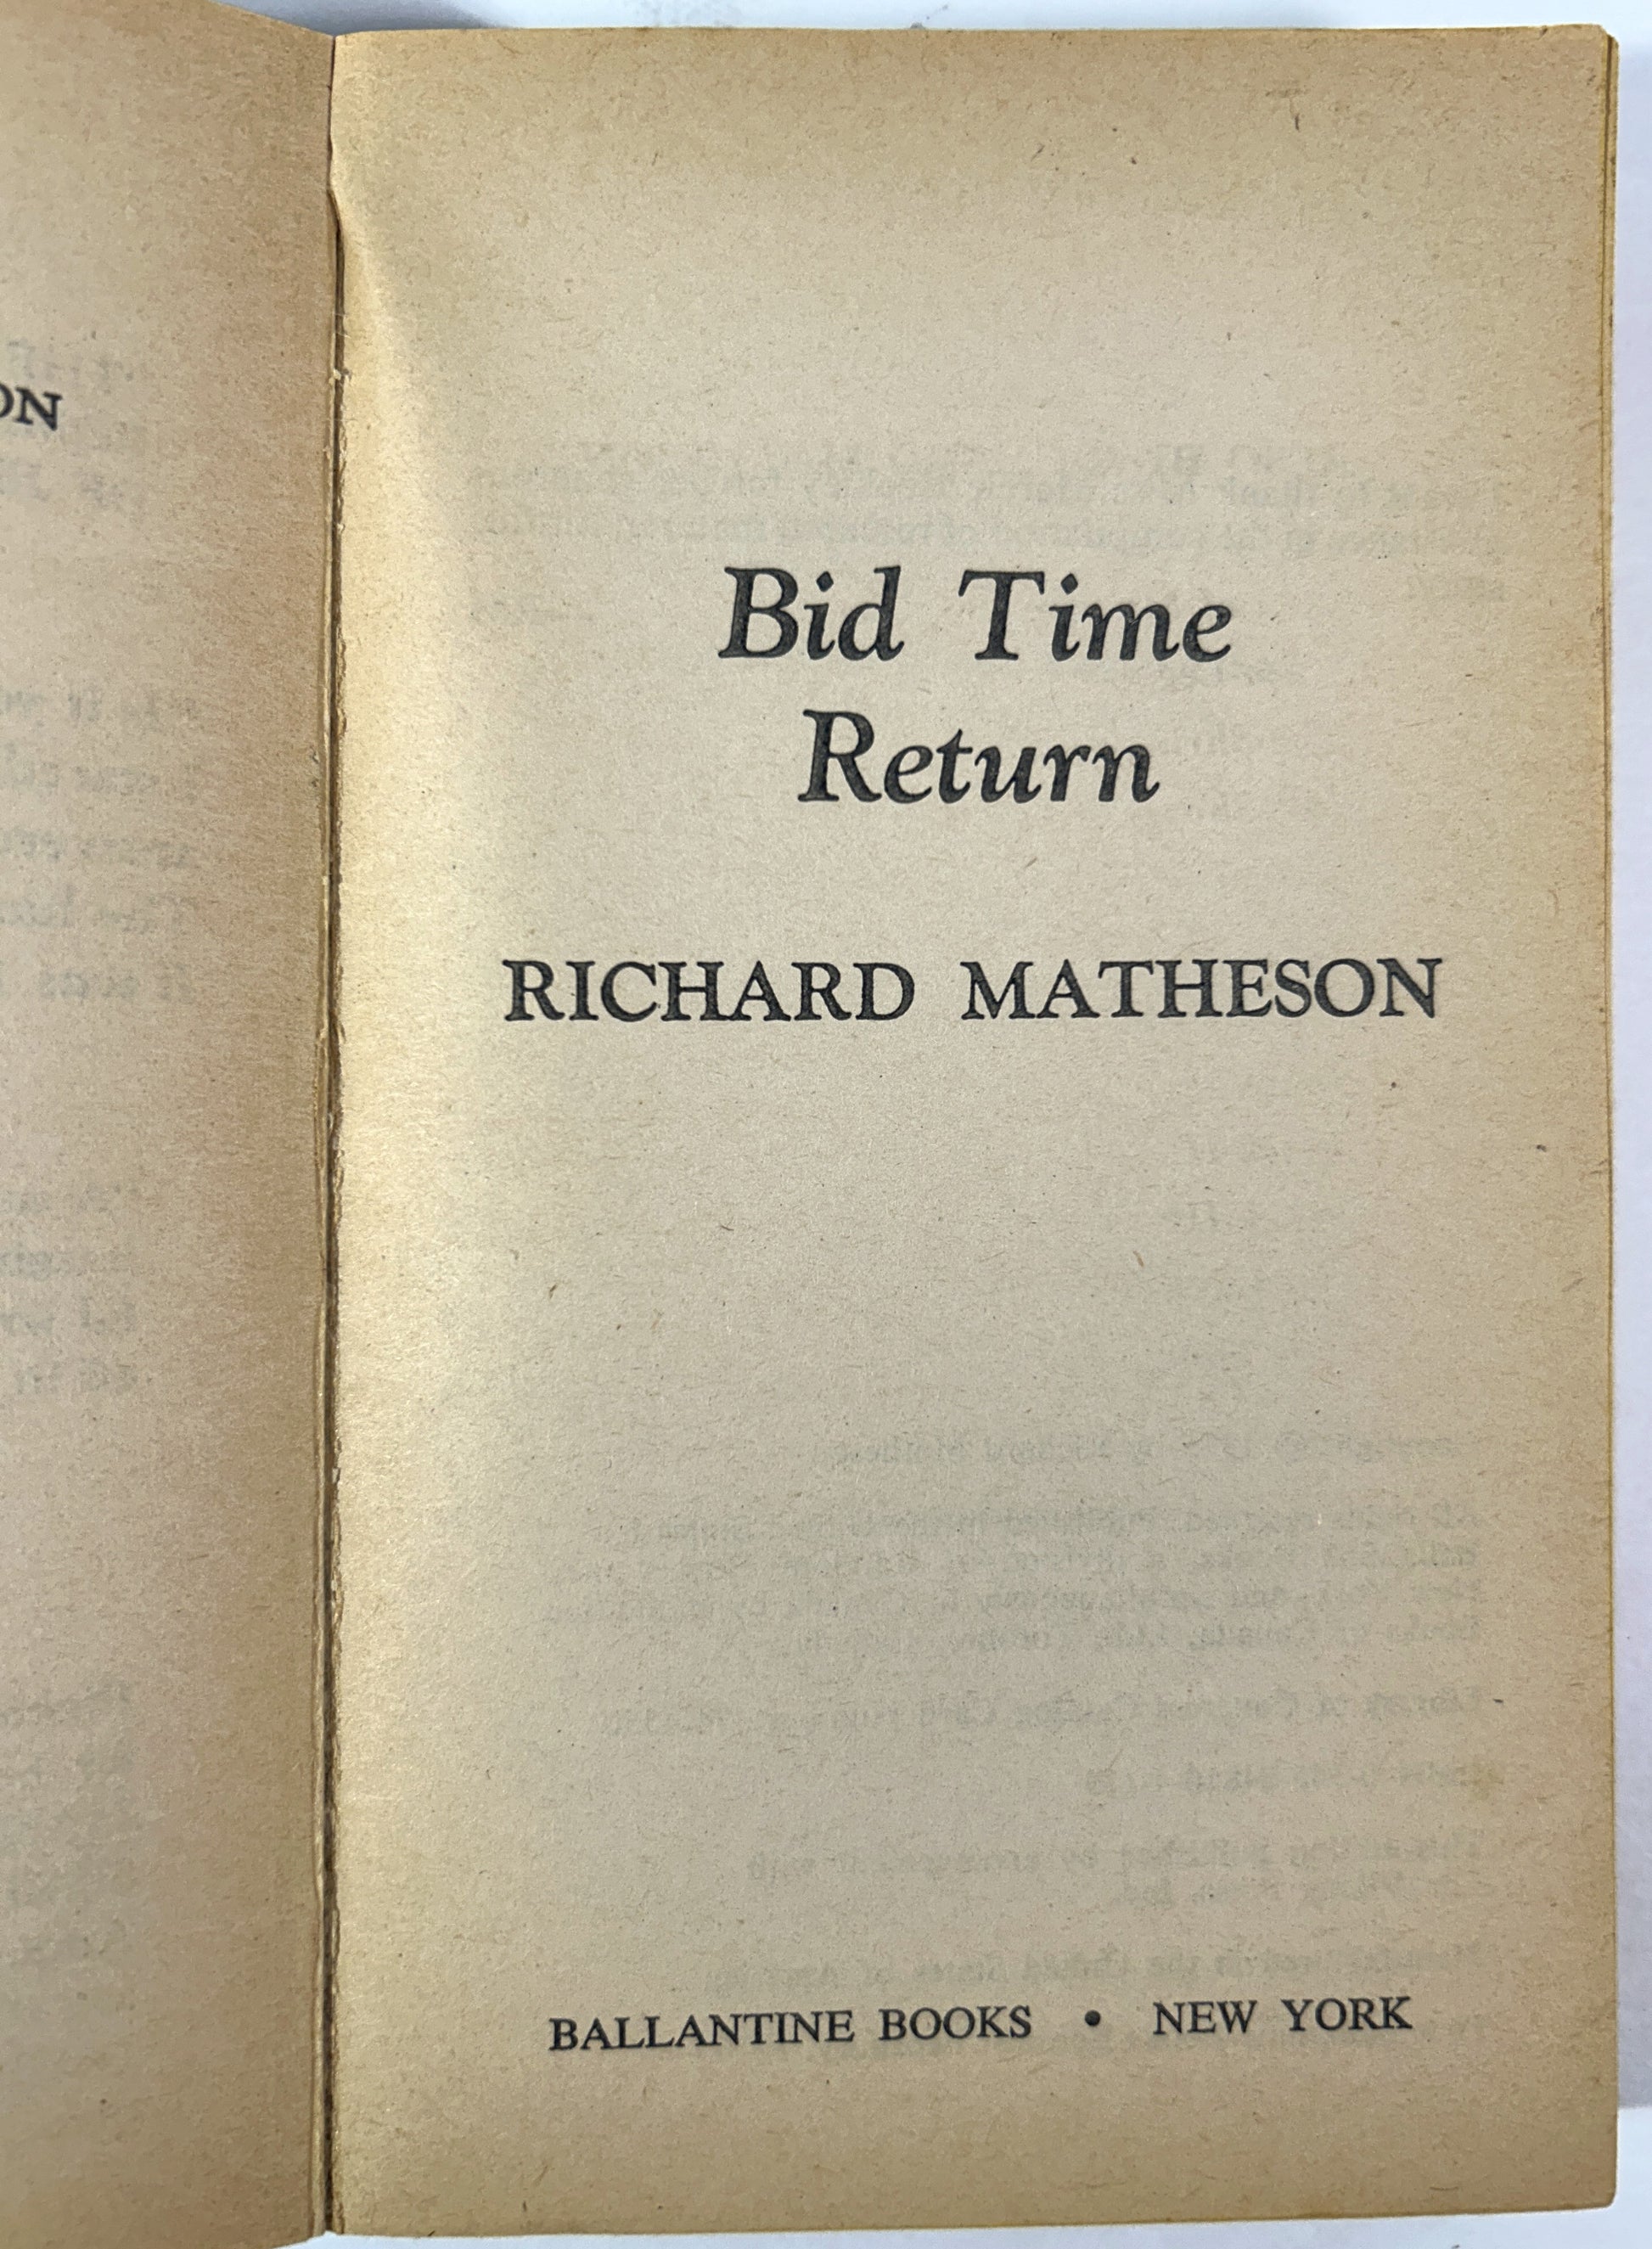 ON
Bid Time
Return
RICHARD MATHESON
BALLANTINE BOOKS • NEW YORK